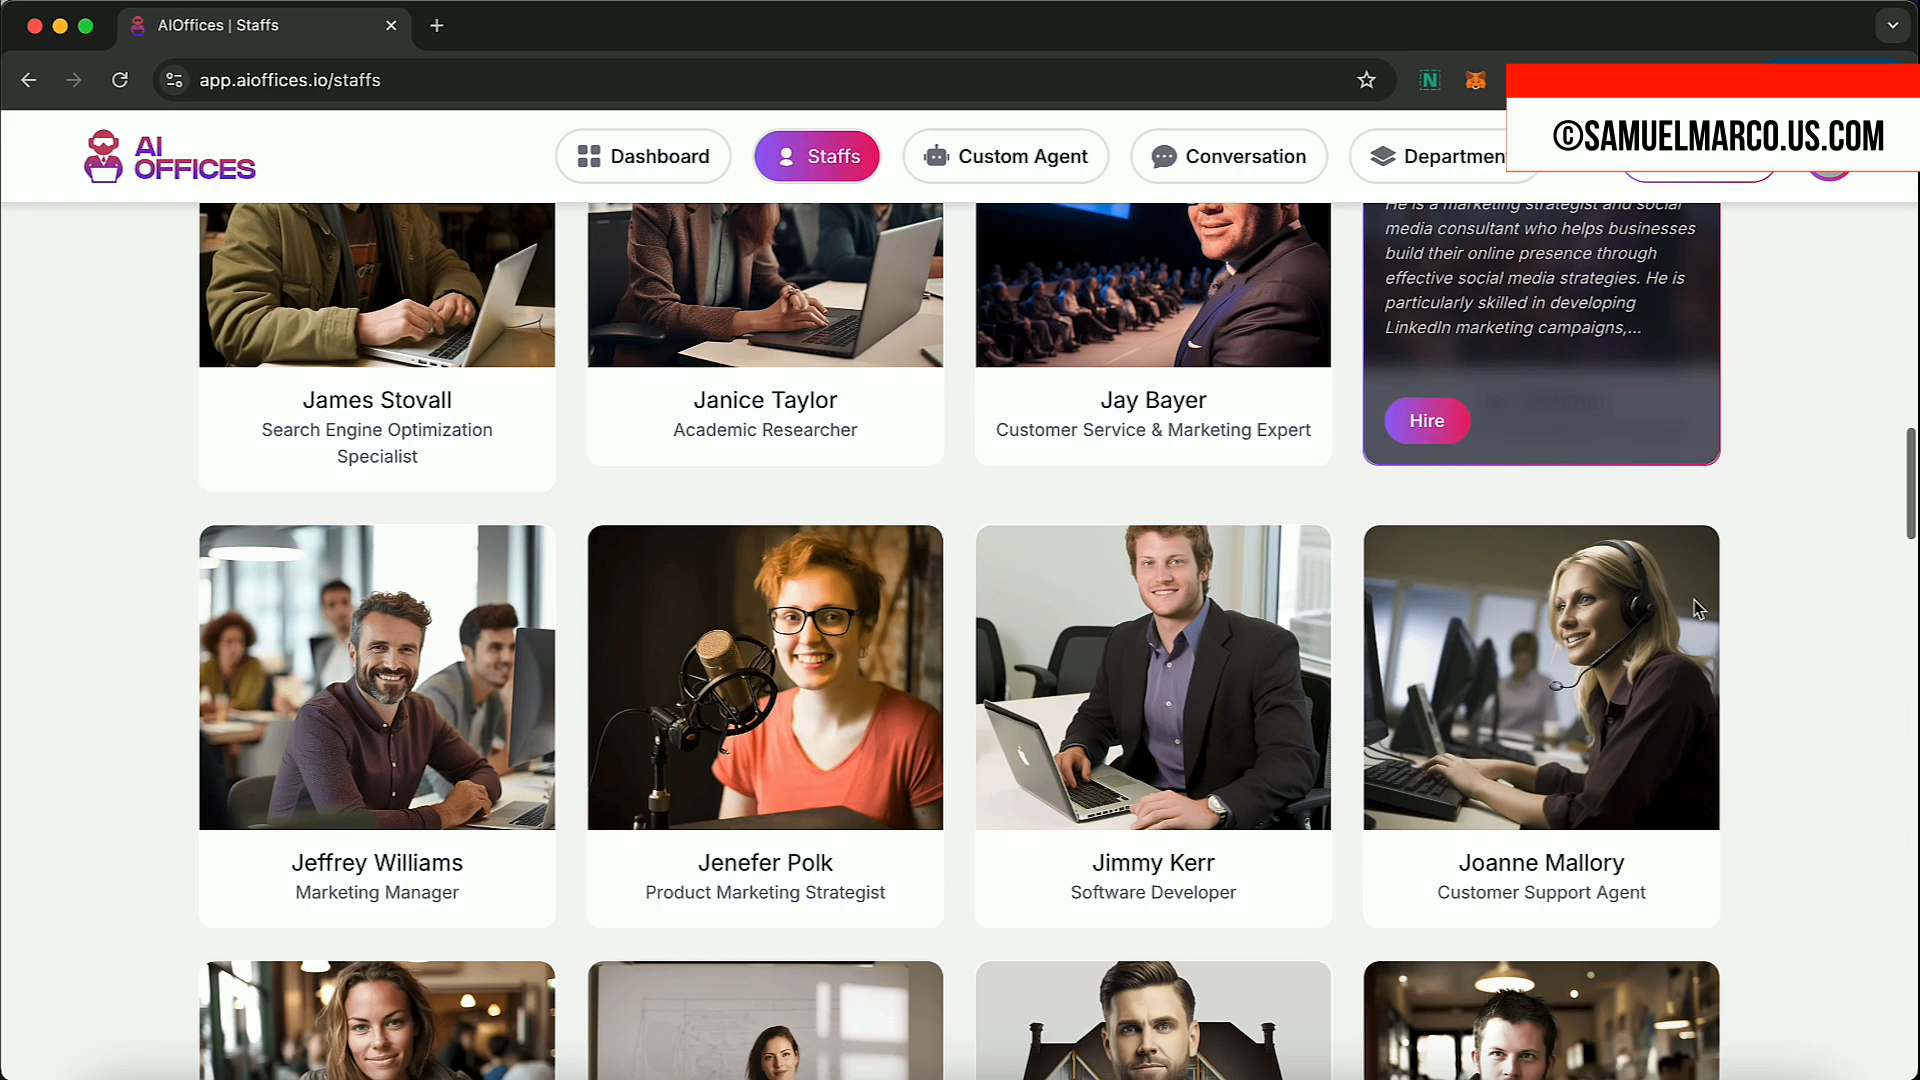 AIOffices | Staffs
app.aioffices.io/staffs
N
©SAMUELMARCO.US.COM
AI
OFFICES
Dashboard
Staffs
Custom Agent
Conversation
Departmen
He is a marketing strategist and social
media consultant who helps businesses
build their online presence through
effective social media strategies. He is
particularly skilled in developing
LinkedIn marketing campaigns,...
Hire
James Stovall
Search Engine Optimization
Specialist
Janice Taylor
Academic Researcher
Jay Bayer
Customer Service & Marketing Expert
Jeffrey Williams
Marketing Manager
Jenefer Polk
Product Marketing Strategist
Jimmy Kerr
Software Developer
Joanne Mallory
Customer Support Agent